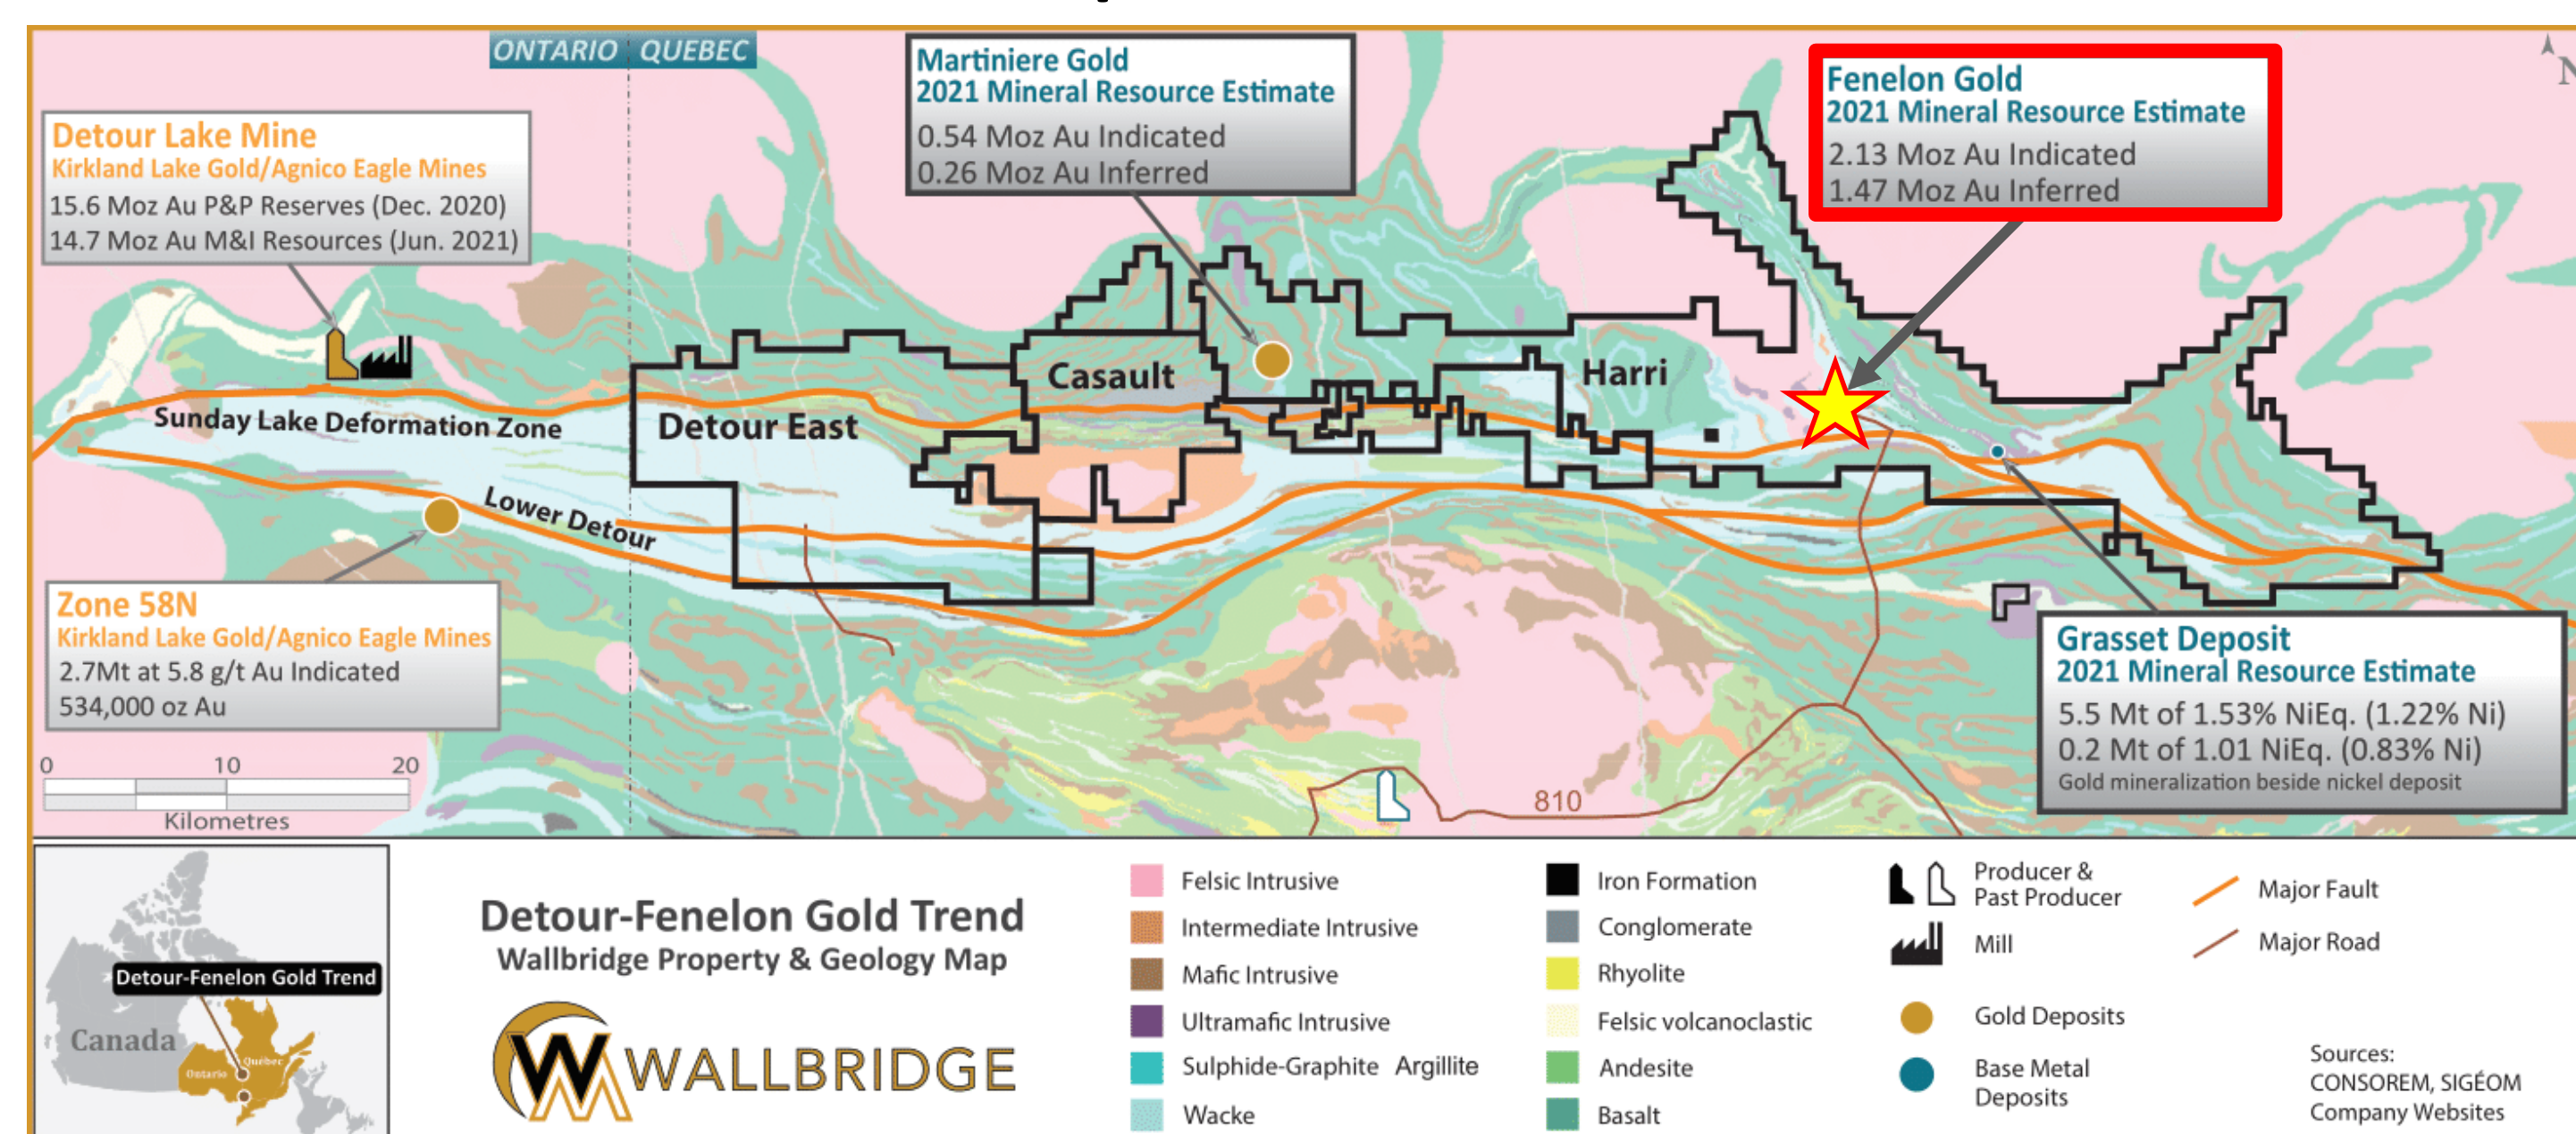 ONTARIO QUEBEC
Martiniere Gold
2021 Mineral Resource Estimate
0.54 Moz Au Indicated
0.26 Moz Au Inferred
Fenelon Gold
2021 Mineral Resource Estimate
2.13 Moz Au Indicated
1.47 Moz Au Inferred
N
Detour Lake Mine
Kirkland Lake Gold/Agnico Eagle Mines
15.6 Moz Au P&P Reserves (Dec. 2020)
14.7 Moz Au M&I Resources (Jun. 2021)
Casault
Harri
Sunday Lake Deformation Zone
Detour East
Lower Detour
Zone 58N
Kirkland Lake Gold/Agnico Eagle Mines
2.7Mt at 5.8 g/t Au Indicated
534,000 oz Au
Grasset Deposit
2021 Mineral Resource Estimate
5.5 Mt of 1.53% NiEq. (1.22% Ni)
0.2 Mt of 1.01 NiEq. (0.83% Ni)
Gold mineralization beside nickel deposit
0 10 20
Kilometres
810
Detour-Fenelon Gold Trend
Canada
Québec
Ontario
Detour-Fenelon Gold Trend
Wallbridge Property & Geology Map
WALLBRIDGE
Felsic Intrusive
Intermediate Intrusive
Mafic Intrusive
Ultramafic Intrusive
Sulphide-Graphite Argillite
Wacke
Iron Formation
Conglomerate
Rhyolite
Felsic volcanoclastic
Andesite
Basalt
Producer &
Past Producer
Mill
Gold Deposits
Base Metal
Deposits
Major Fault
Major Road
Sources:
CONSOREM, SIGÉOM
Company Websites